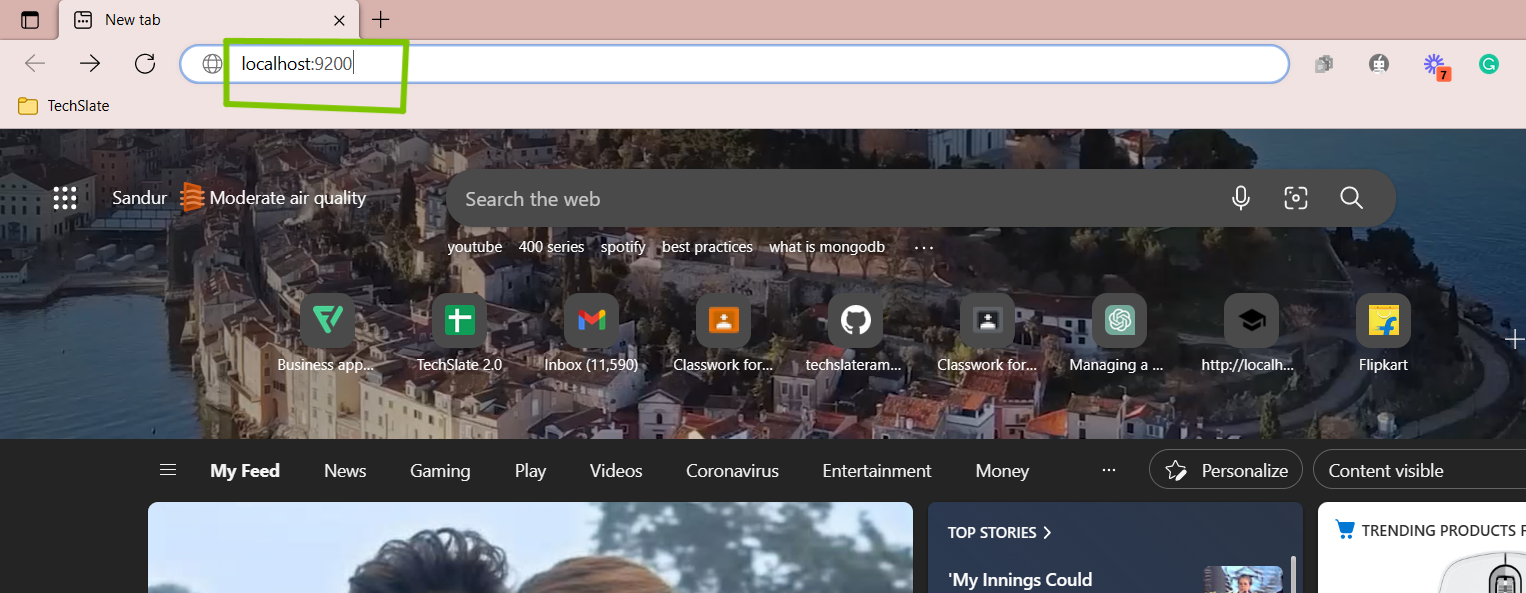 New tab
localhost:9200
7
TechSlate
Sandur Moderate air quality
Search the web
youtube 400 series spotify best practices what is mongodb ...
Business app... TechSlate 2.0 Inbox (11,590) Classwork for... techslateram... Classwork for... Managing a ... http://localh... Flipkart
My Feed News Gaming Play Videos Coronavirus Entertainment Money ... Personalize Content visible
TOP STORIES
TRENDING PRODUCTS F
'My Innings Could